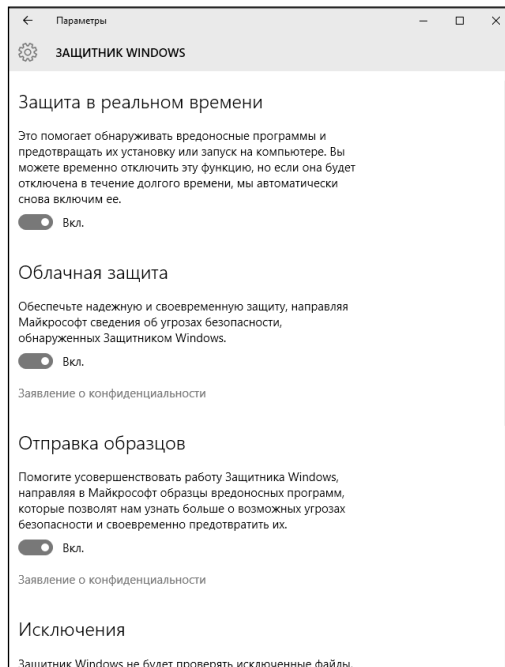 Параметры
ЗАЩИТНИК WINDOWS
Защита в реальном времени
Это помогает обнаруживать вредоносные программы и
предотвращать их установку или запуск на компьютере. Вы
можете временно отключить эту функцию, но если она будет
отключена в течение долгого времени, мы автоматически
снова включим ее.
Вкл.
Облачная защита
Обеспечьте надежную и своевременную защиту, направляя
Майкрософт сведения об угрозах безопасности,
обнаруженных Защитником Windows.
Вкл.
Заявление о конфиденциальности
Отправка образцов
Помогите усовершенствовать работу Защитника Windows,
направляя в Майкрософт образцы вредоносных программ,
которые позволят нам узнать больше о возможных угрозах
безопасности и своевременно предотвратить их.
Вкл.
Заявление о конфиденциальности
Исключения
Защитник Windows не будет проверять исключенные файлы,